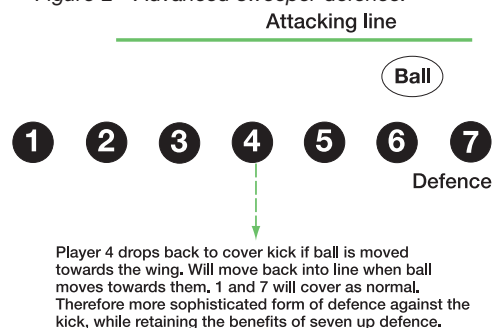 Figure 2 - Advanced sweeper defence.
Attacking line
Ball
1 2 3 4 5 6 7
Defence
Player 4 drops back to cover kick if ball is moved
towards the wing. Will move back into line when ball
moves towards them. 1 and 7 will cover as normal.
Therefore more sophisticated form of defence against the
kick, while retaining the benefits of seven up defence.